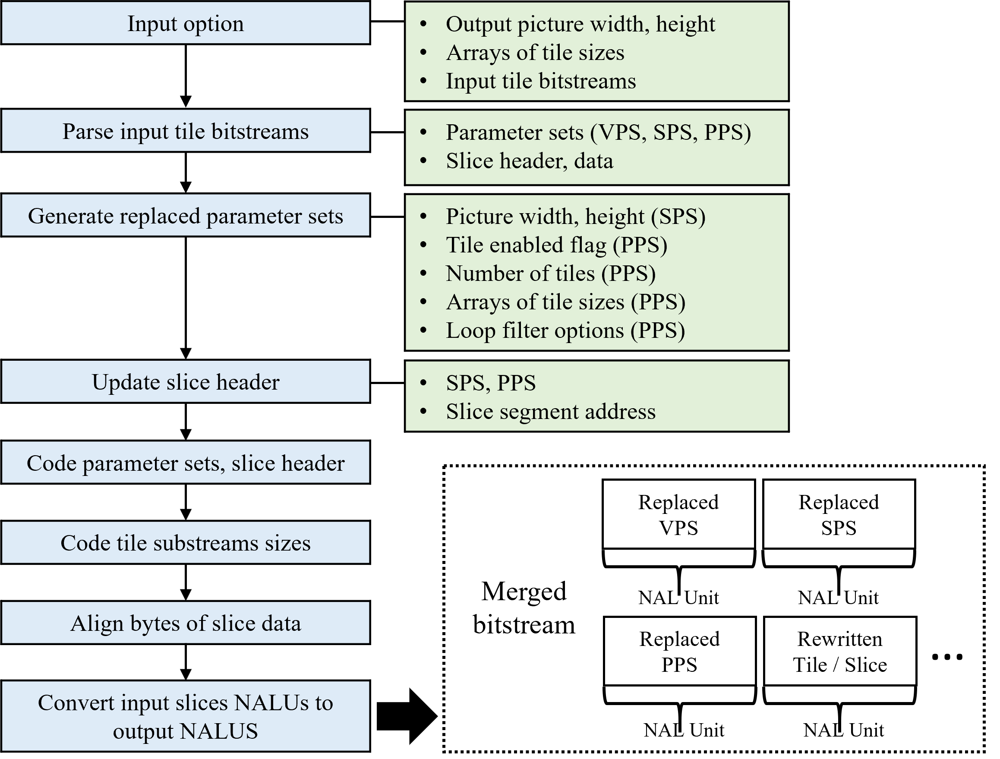 Input option
• Output picture width, height
• Arrays of tile sizes
• Input tile bitstreams
Parse input tile bitstreams
• Parameter sets (VPS, SPS, PPS)
• Slice header, data
Generate replaced parameter sets
• Picture width, height (SPS)
• Tile enabled flag (PPS)
• Number of tiles (PPS)
• Arrays of tile sizes (PPS)
• Loop filter options (PPS)
Update slice header
• SPS, PPS
• Slice segment address
Code parameter sets, slice header
Code tile substreams sizes
Align bytes of slice data
Convert input slices NALUs to
output NALUS
Merged
bitstream
Replaced
VPS
NAL Unit
Replaced
SPS
NAL Unit
Replaced
PPS
NAL Unit
Rewritten
Tile / Slice
NAL Unit
...